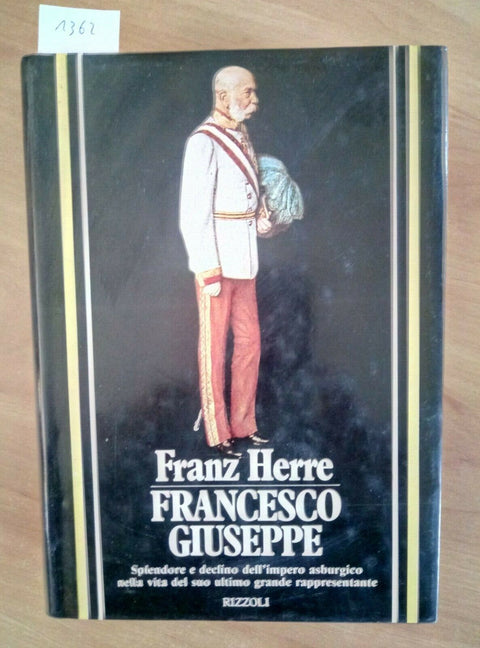 1362
Franz Herre
FRANCESCO
GIUSEPPE
Splendore e declino dell'impero asburgico
nella vita del suo ultimo grande rappresentante
RIZZOLI